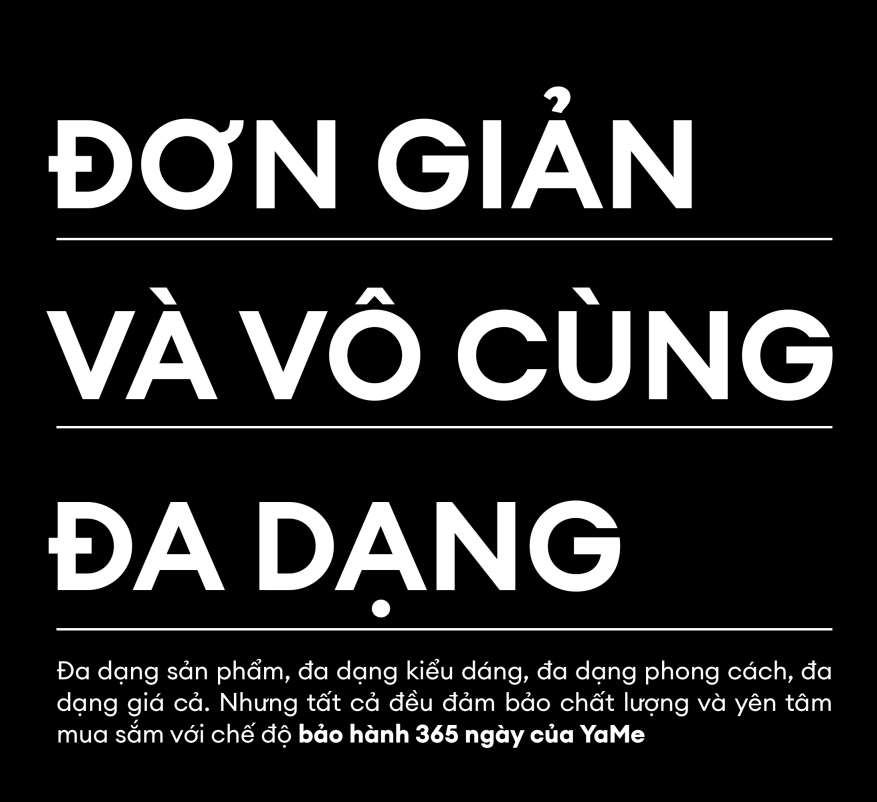 ĐƠN GIẢN
VÀ VÔ CÙNG
ĐA DẠNG
Đa dạng sản phẩm, đa dạng kiểu dáng, đa dạng phong cách, đa
dạng giá cả. Nhưng tất cả đều đảm bảo chất lượng và yên tâm
mua sắm với chế độ bảo hành 365 ngày của YaMe